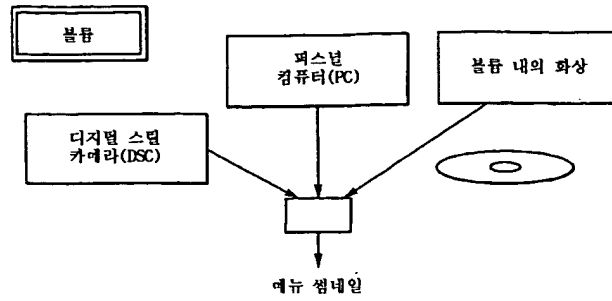 볼륨
퍼스널
컴퓨터(PC)
볼륨 내의 화상
디지털 스틸
카메라(DSC)
메뉴 썸네일